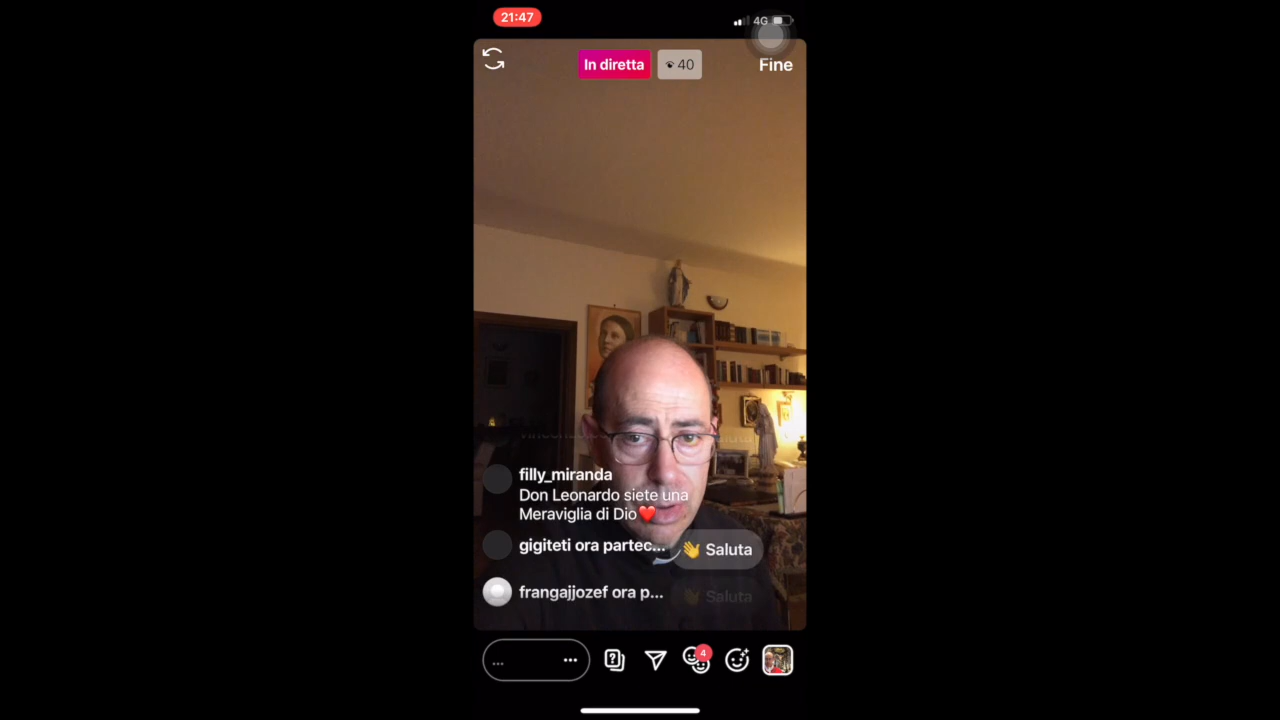 21:47
4G
In diretta
40
Fine
filly_miranda
Don Leonardo siete una
Meraviglia di Dio❤️
gigiteti ora partec...
👋 Saluta
frangajjozef ora p...
👋 Saluta
...
4